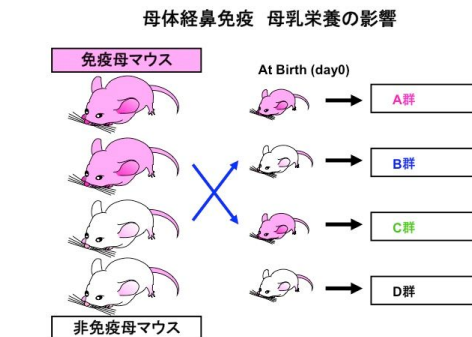 母体経鼻免疫 母乳栄養の影響
免疫母マウス
At Birth (day0)
A群
B群
C群
D群
非免疫母マウス